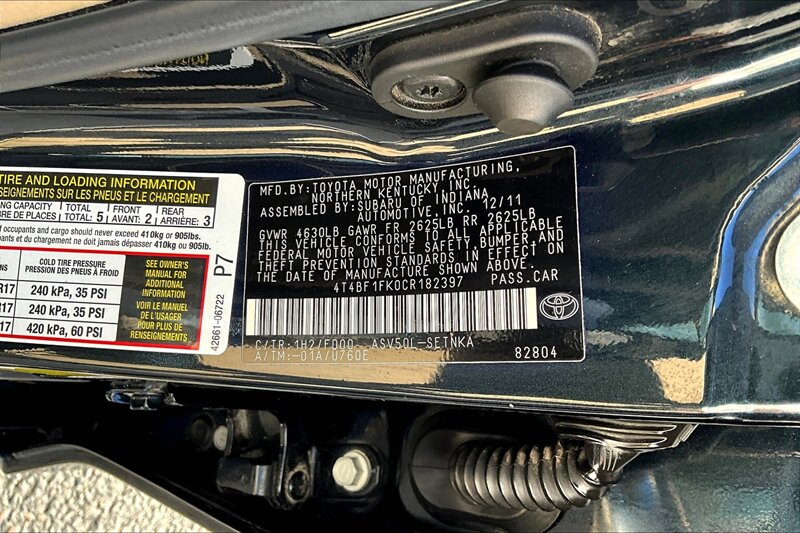 TIRE AND LOADING INFORMATION
RENSEIGNEMENTS SUR LES PNEUS ET LE CHARGEMENT
SEATING CAPACITY TOTAL: 5 FRONT AVANT: 2 REAR ARRIÈRE: 3
DE PLACES TOTAL:
of occupants and cargo should never exceed 410kg or 905lbs.
occupants et du chargement ne doit jamais dépasser 410kg ou 905lb.
COLD TIRE PRESSURE
PRESSION DES PNEUS À FROID
R17 240 kPa, 35 PSI
R17 240 kPa, 35 PSI
17 420 kPa, 60 PSI
SEE OWNER'S
MANUAL FOR
ADDITIONAL
INFORMATION
VOIR LE MANUEL
DE L'USAGER
POUR PLUS DE
RENSEIGNEMENTS
42661-06722 P7
MFD.BY:TOYOTA MOTOR MANUFACTURING,
NORTHERN KENTUCKY,INC.
ASSEMBLED BY:SUBARU OF INDIANA
AUTOMOTIVE, INC. 12/11
GVWR 4630LB GAWR FR 2625LB RR 2625LB
THIS VEHICLE CONFORMS TO ALL APPLICABLE
FEDERAL MOTOR VEHICLE SAFETY,BUMPER,AND
THEFT PREVENTION STANDARDS IN EFFECT ON
THE DATE OF MANUFACTURE SHOWN ABOVE.
4T4BF1FK0CR182397 PASS.CAR
C/TR:1H2/FD00 ASV50L-SETNKA
A/TM:-01A/U760E 82804